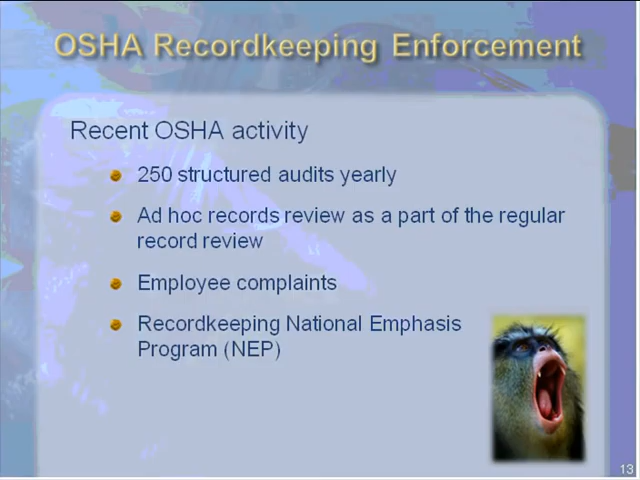 OSHA Recordkeeping Enforcement
Recent OSHA activity
250 structured audits yearly
Ad hoc records review as a part of the regular
record review
Employee complaints
Recordkeeping National Emphasis
Program (NEP)
13